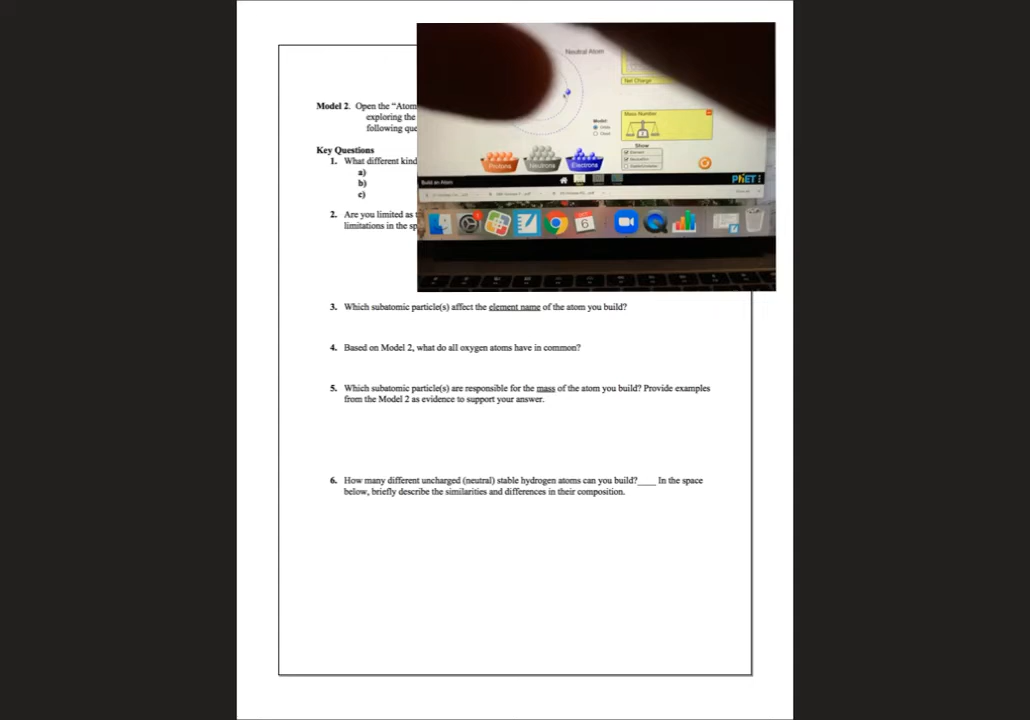 Model 2. Open the “Atom
exploring the
following que
Key Questions
1. What different kind
a)
b)
c)
2. Are you limited as t
limitations in the sp
Neutral Atom
Net Charge
Model:
Mass Number
Show
Protons
Neutrons
Electrons
Build an Atom
PhET
6
3. Which subatomic particle(s) affect the element name of the atom you build?
4. Based on Model 2, what do all oxygen atoms have in common?
5. Which subatomic particle(s) are responsible for the mass of the atom you build? Provide examples
from the Model 2 as evidence to support your answer.
6. How many different uncharged (neutral) stable hydrogen atoms can you build?____ In the space
below, briefly describe the similarities and differences in their composition.